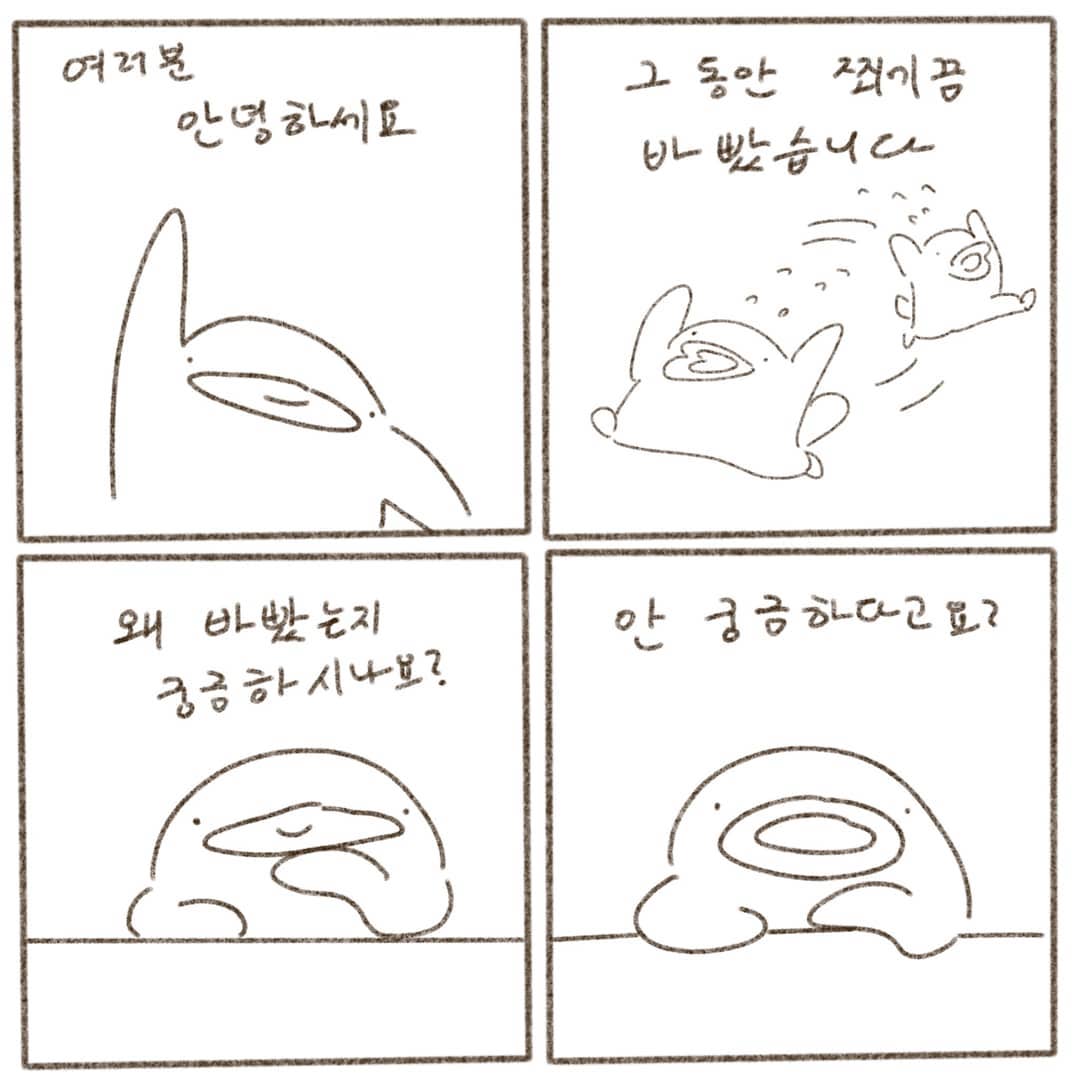 여러분
안녕하세요
그동안 쬐끔
바빴습니다
왜 바빴는지
궁금하시나요?
안 궁금하다고요?